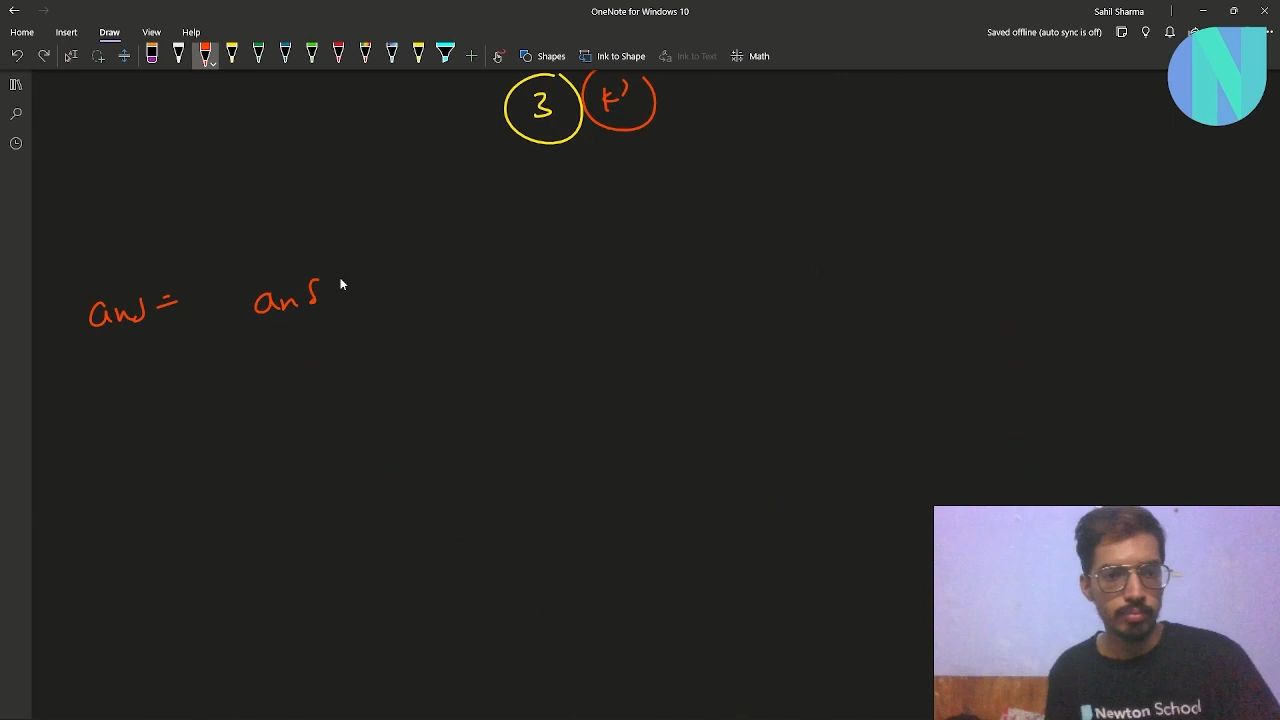 OneNote for Windows 10
Sahil Sharma
Home Insert Draw View Help
Saved offline (auto sync is off)
Shapes Ink to Shape Ink to Text Math
N
3 K'
ans = ans
Newton School